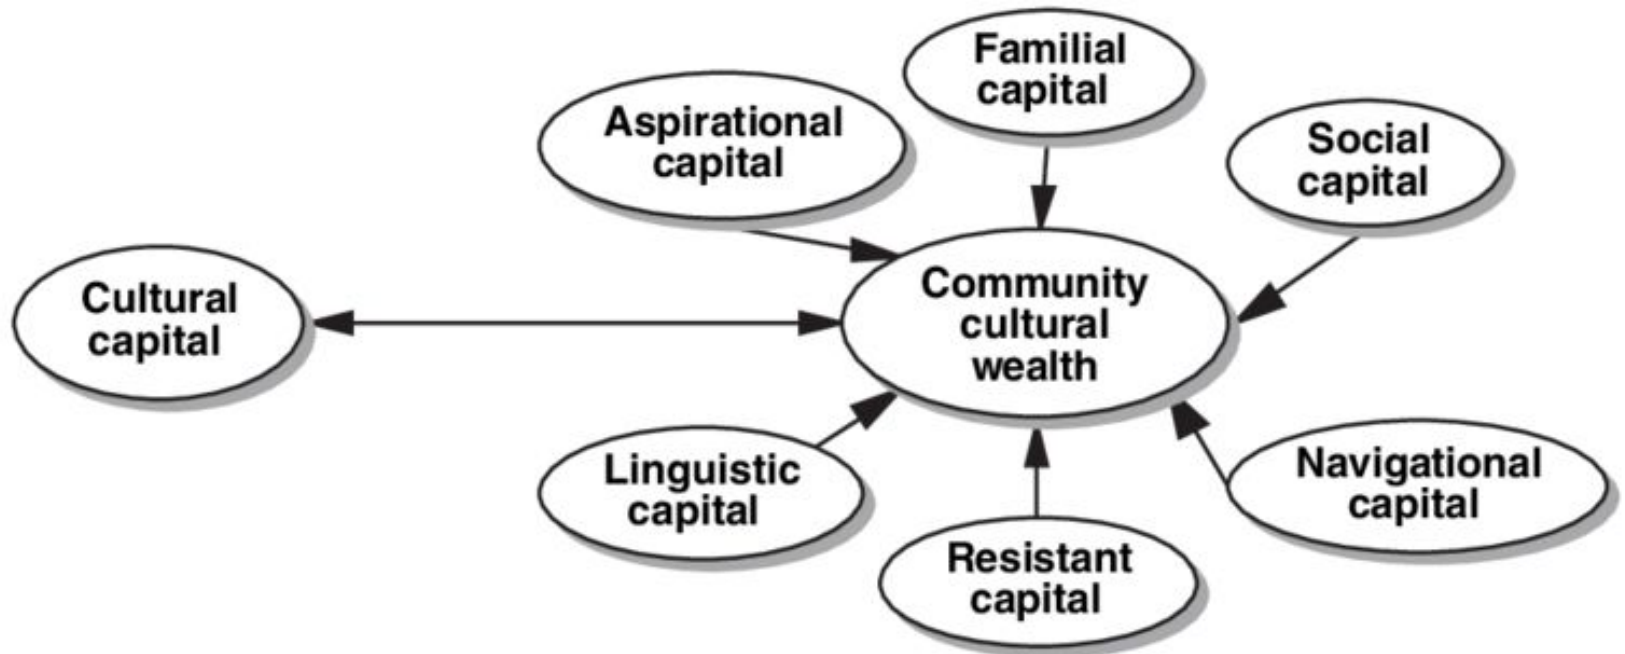 Familial
capital
Aspirational
capital
Social
capital
Cultural
capital
Community
cultural
wealth
Linguistic
capital
Navigational
capital
Resistant
capital